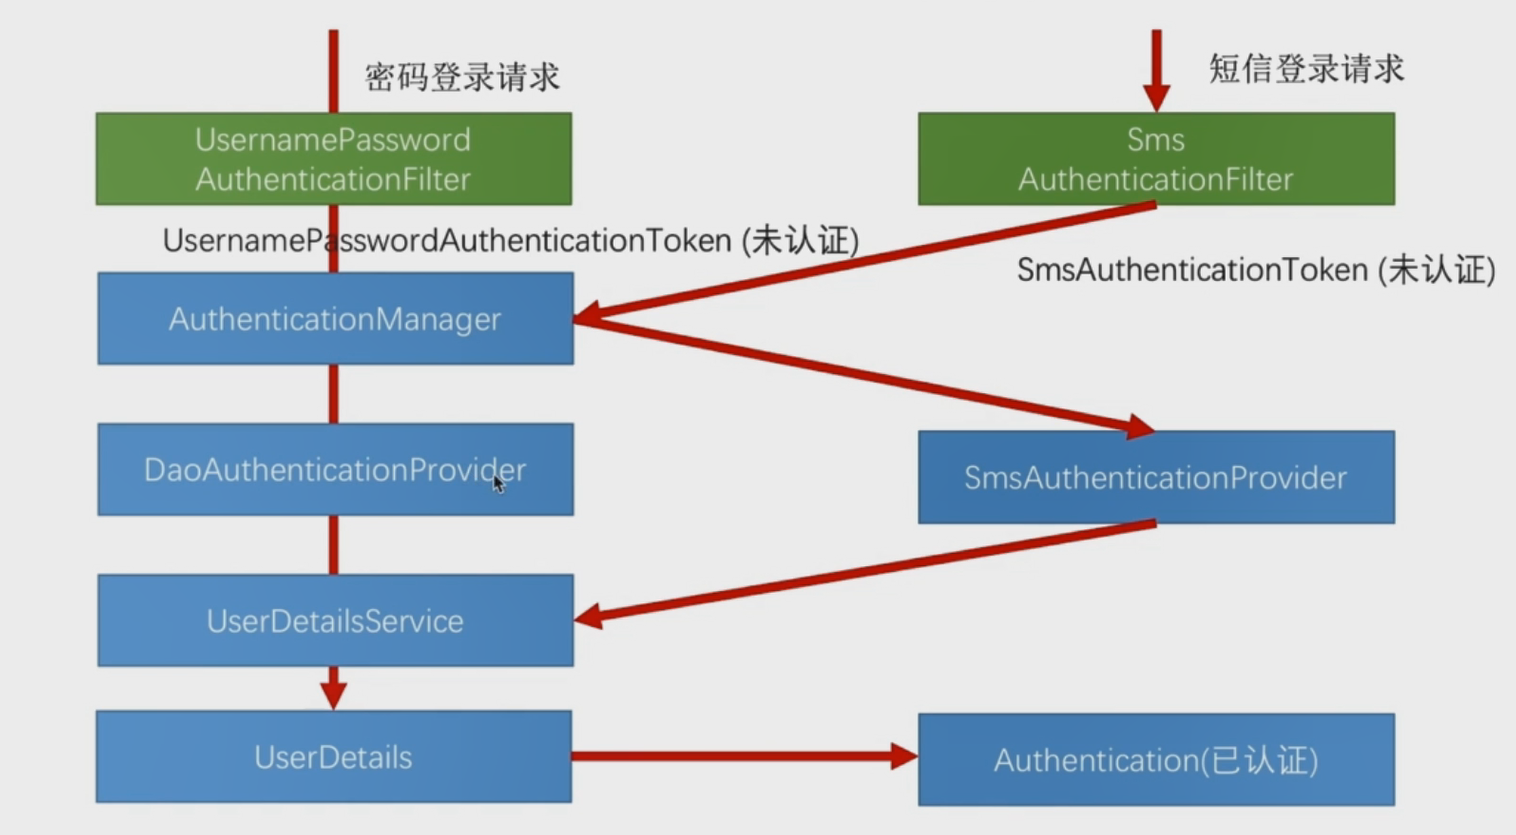 密码登录请求
短信登录请求
UsernamePassword
AuthenticationFilter
Sms
AuthenticationFilter
UsernamePasswordAuthenticationToken (未认证)
SmsAuthenticationToken (未认证)
AuthenticationManager
DaoAuthenticationProvider
SmsAuthenticationProvider
UserDetailsService
UserDetails
Authentication(已认证)